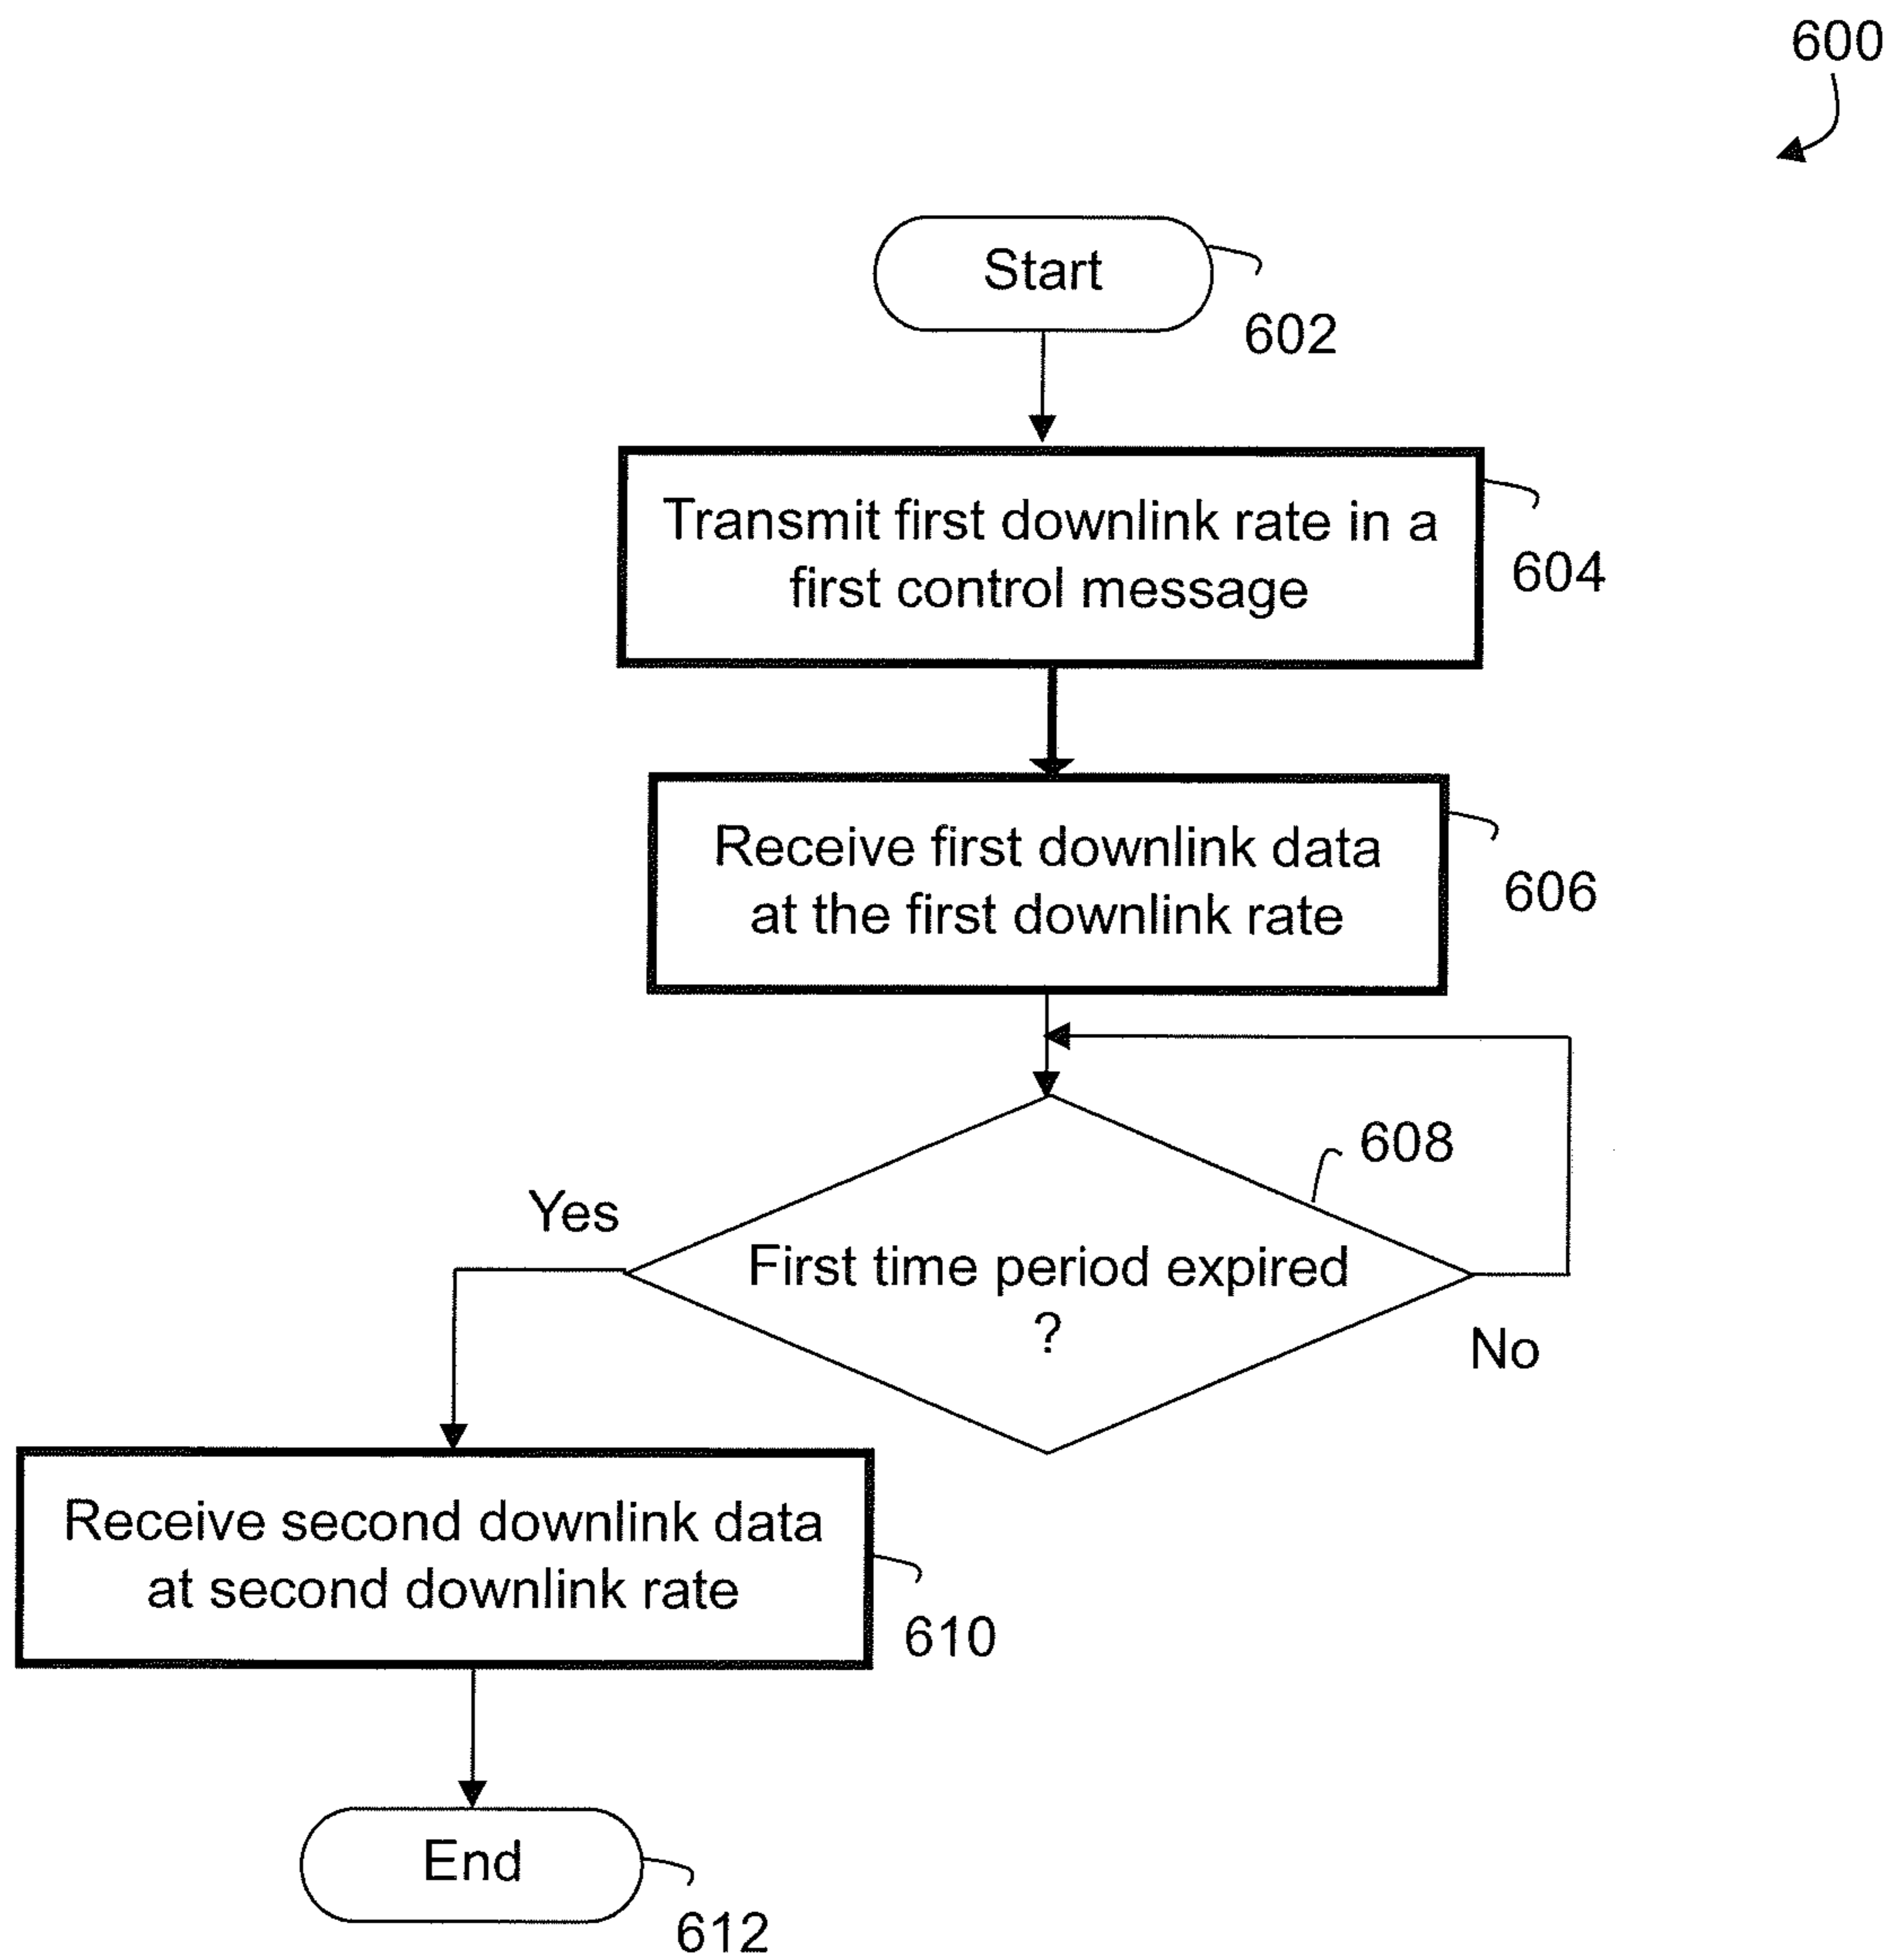 600
Start
602
Transmit first downlink rate in a
first control message
604
Receive first downlink data
at the first downlink rate
606
608
Yes
First time period expired
?
No
Receive second downlink data
at second downlink rate
610
End
612